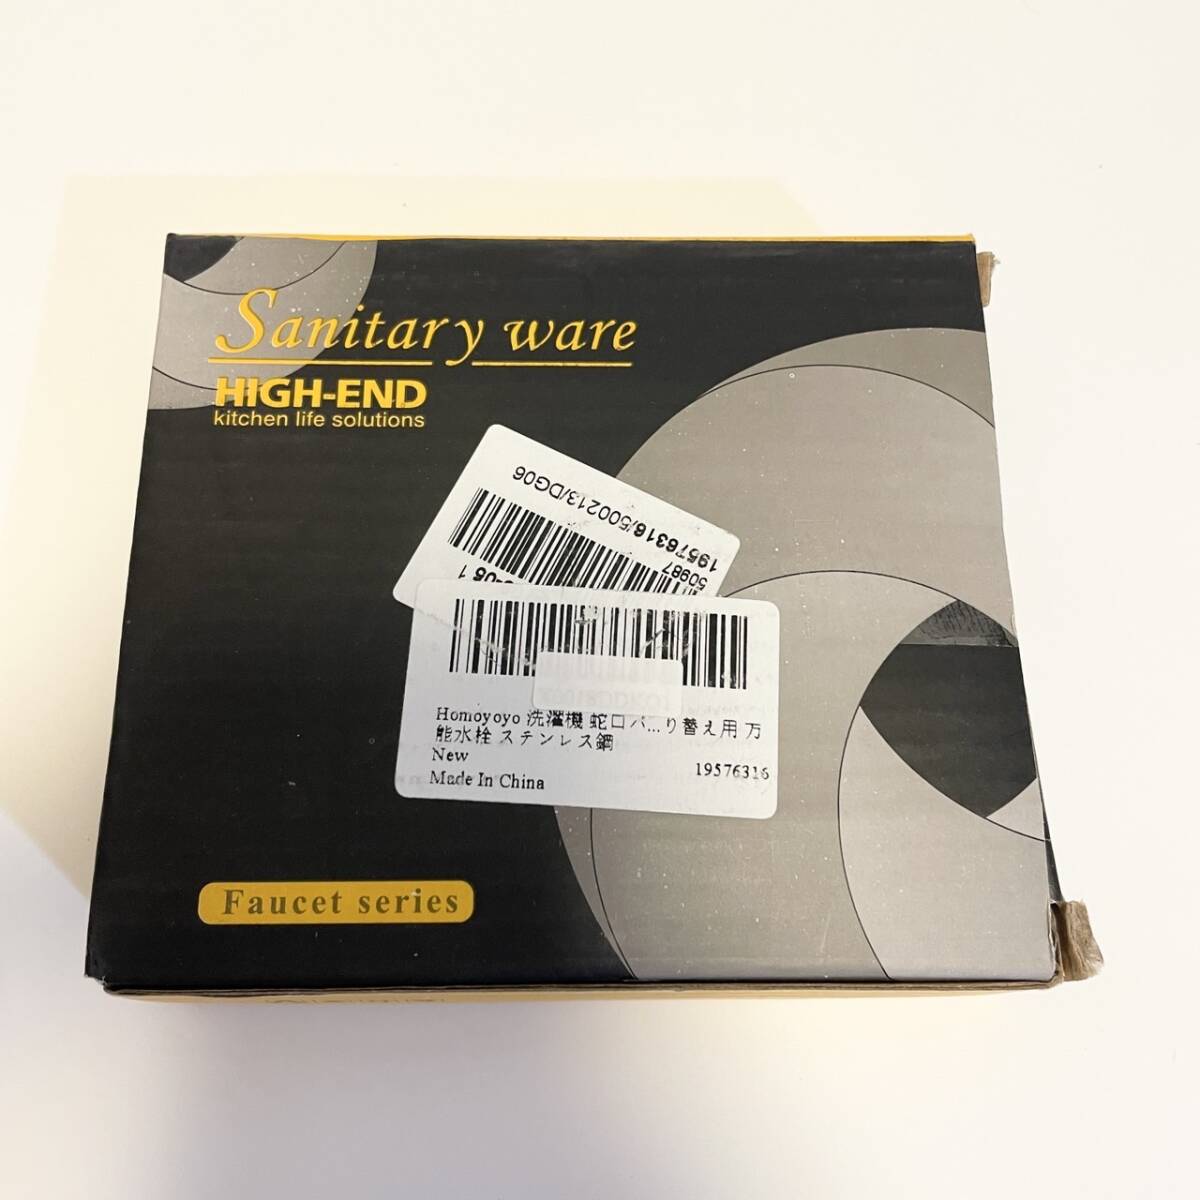 Sanitary ware
HIGH-END
kitchen life solutions
19576316/500213/DG06
50987
Homoyoyo 洗濯機 蛇口バ...り替え用 万
能水栓 ステンレス鋼
New
19576316
Made In China
Faucet series